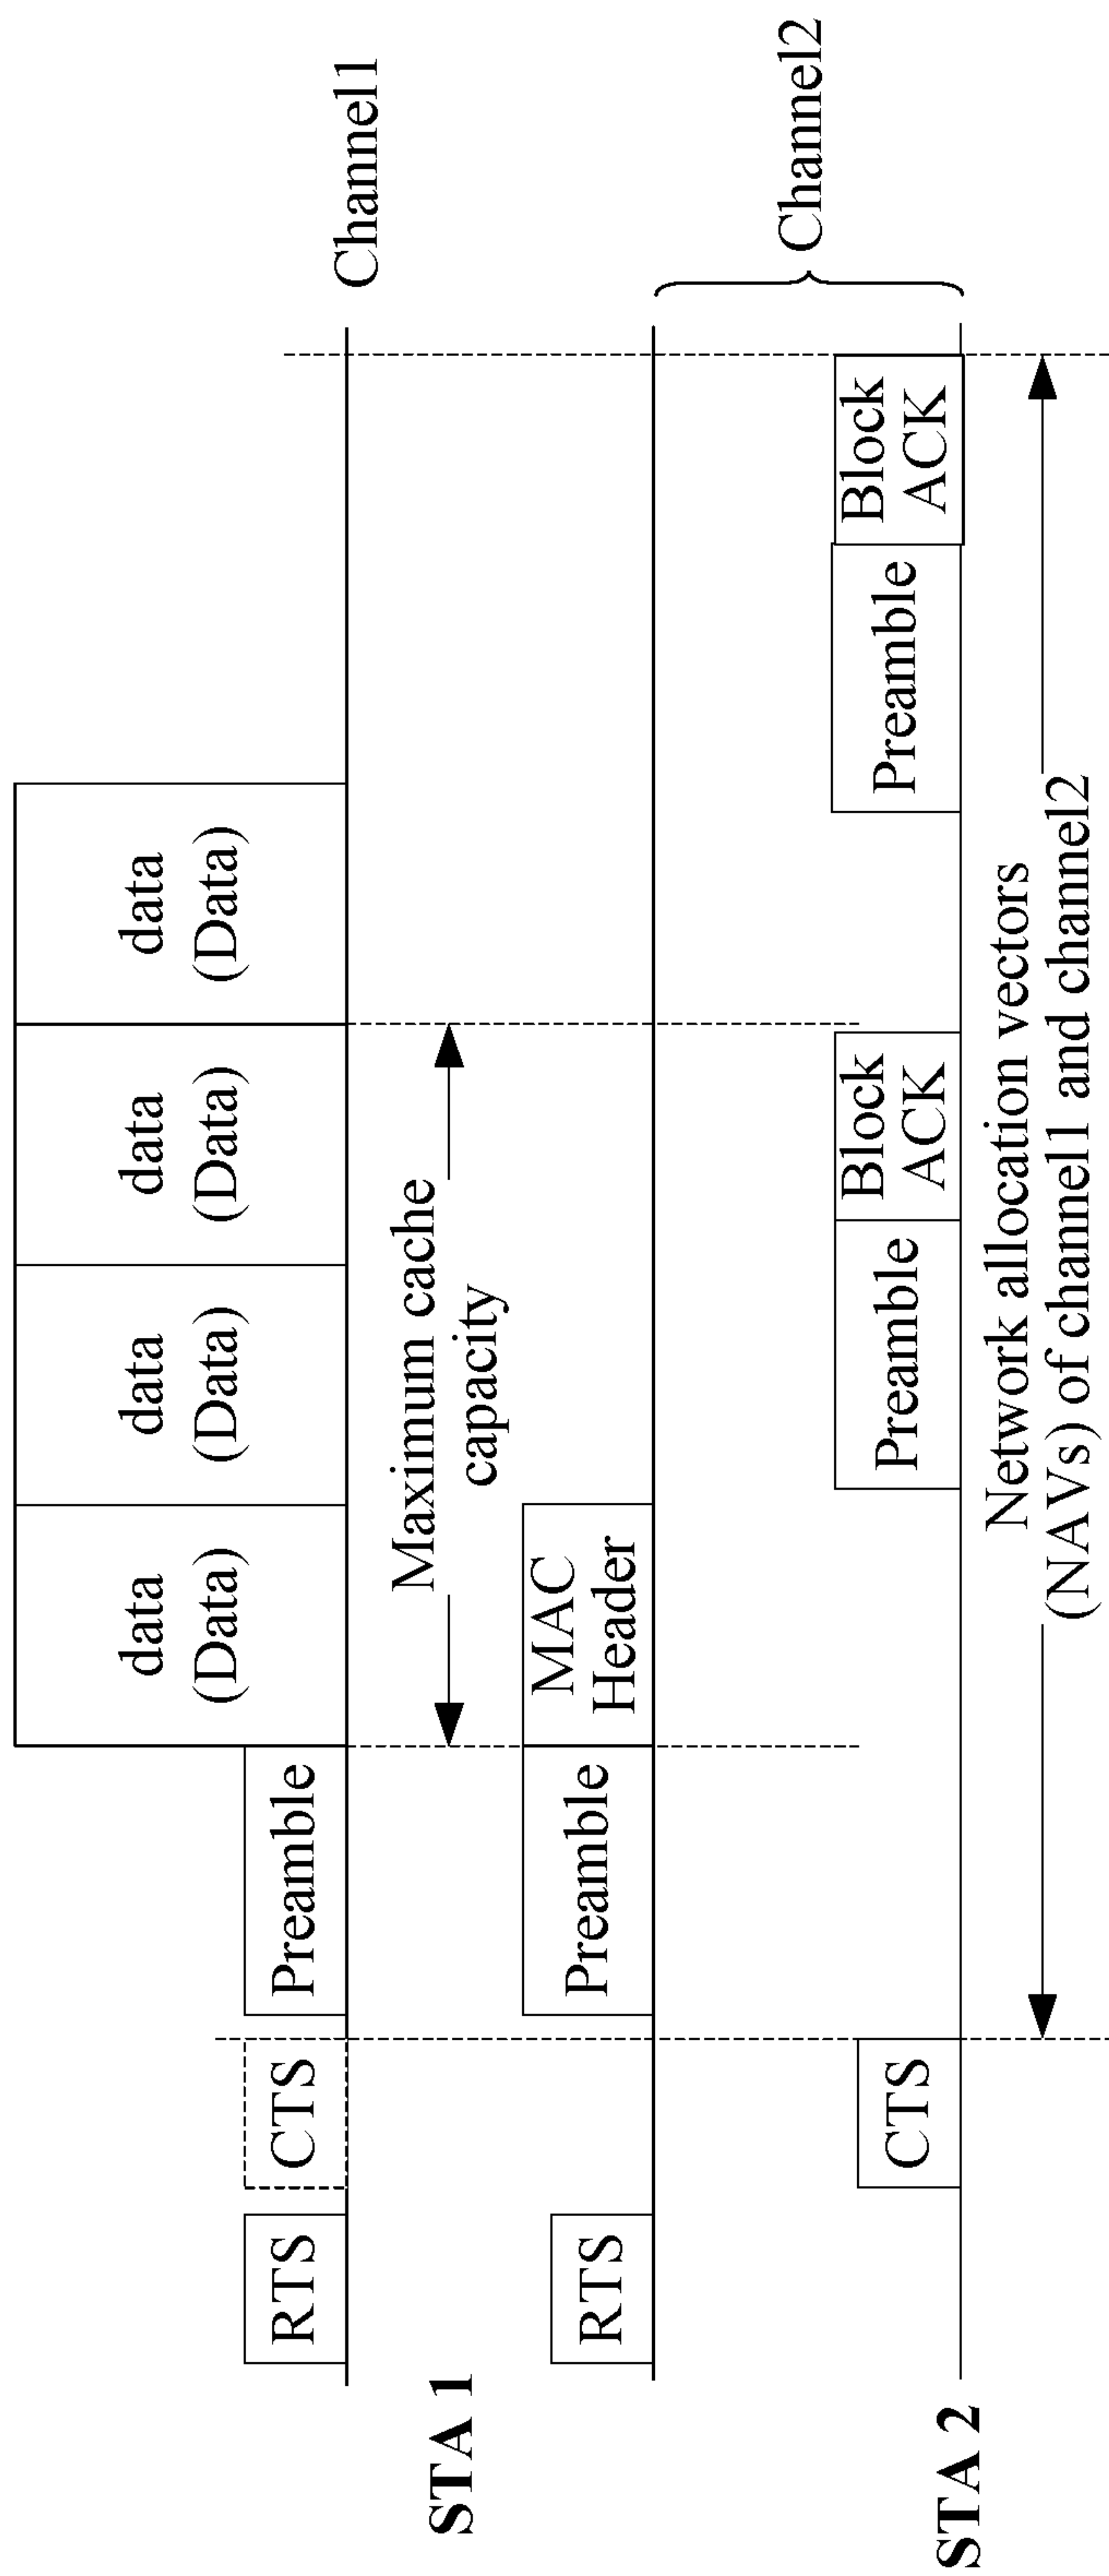 data
(Data)
data
(Data)
data
(Data)
data
(Data)
RTS
CTS
Preamble
Channel1
STA 1
Maximum cache
capacity
RTS
Preamble
MAC
Header
Channel2
CTS
Preamble
Block
ACK
Preamble
Block
ACK
STA 2
Network allocation vectors
(NAVs) of channel1 and channel2